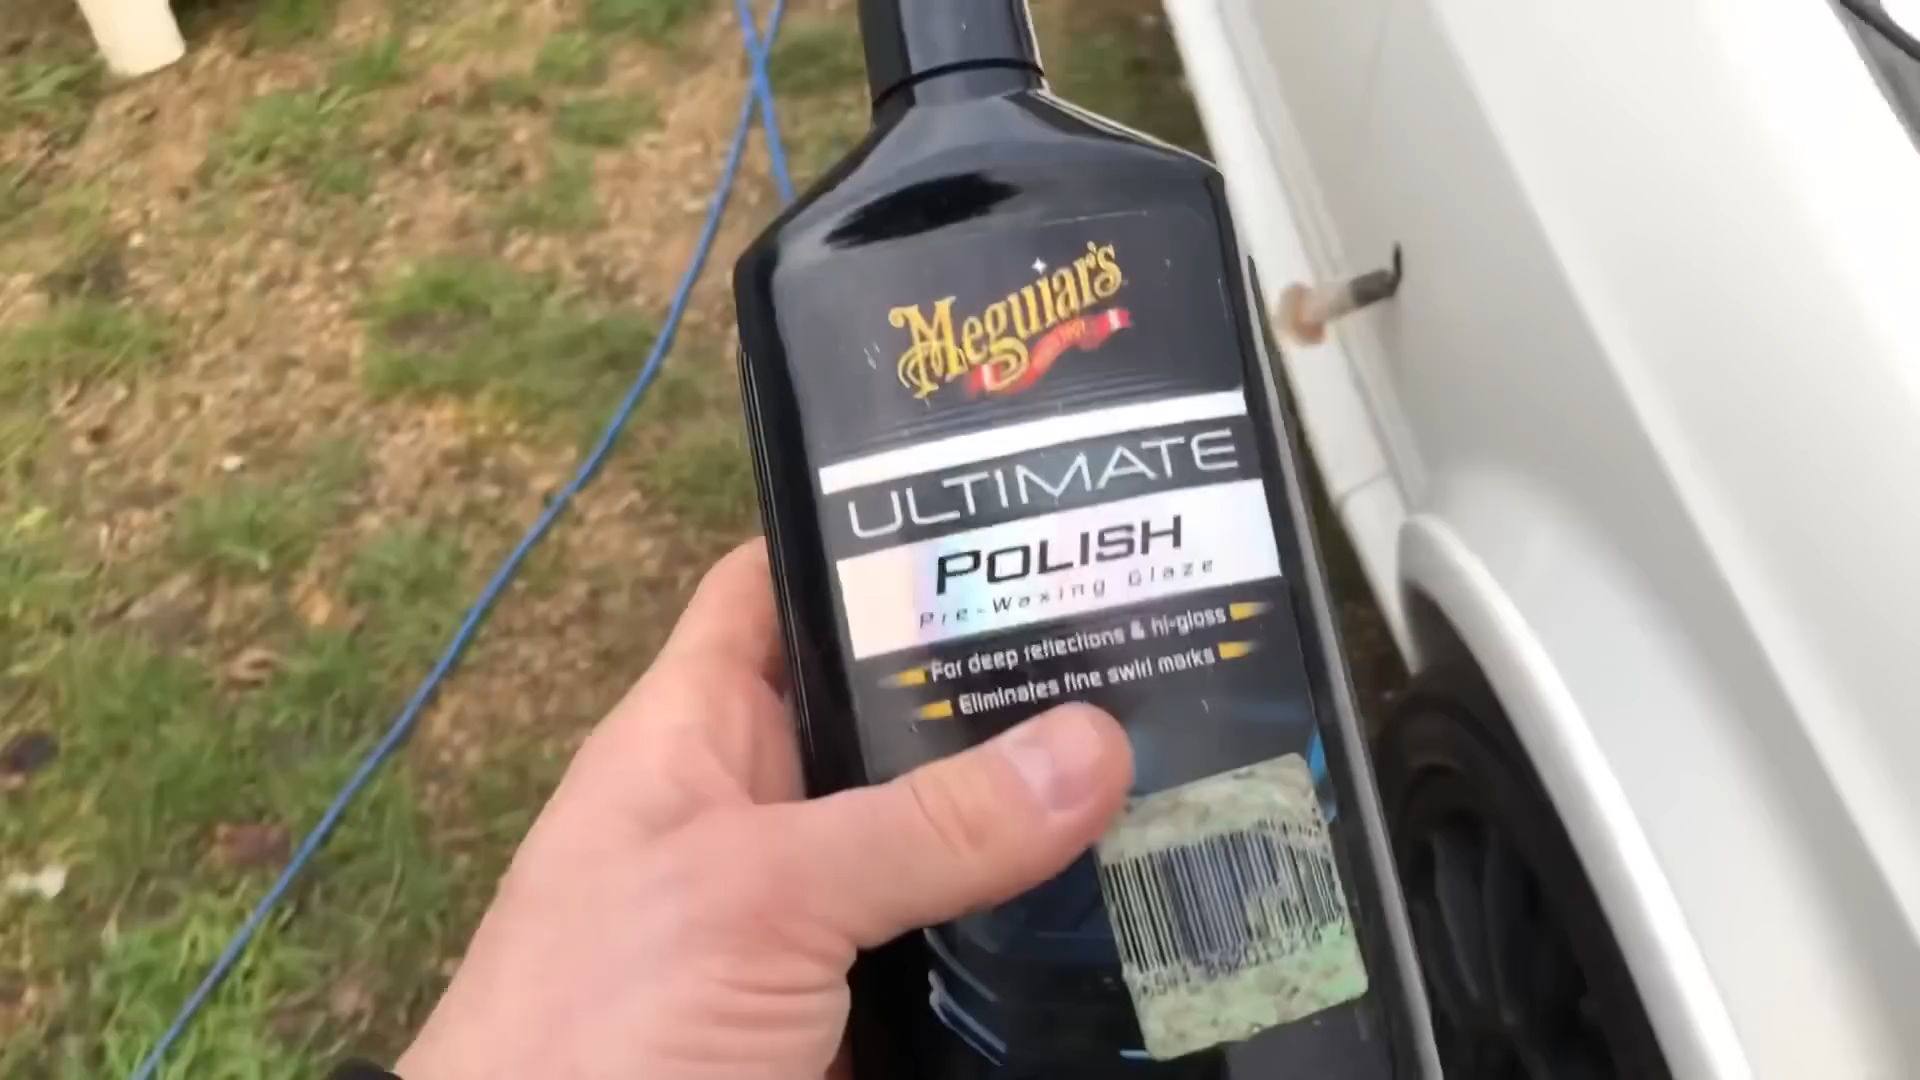 Meguiar's
ULTIMATE
POLISH
Pre-Waxing Glaze
For deep reflections & hi-gloss
Eliminates fine swirl marks